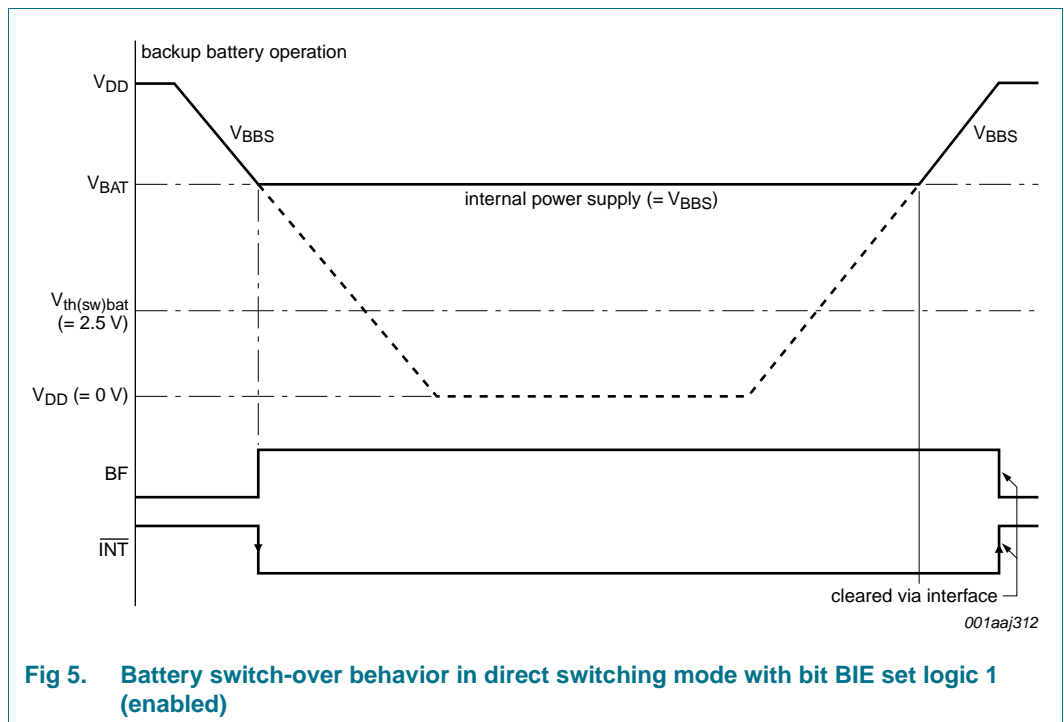 backup battery operation
VDD
VBBS
VBBS
VBAT
internal power supply (= VBBS)
Vth(sw)bat
(= 2.5 V)
VDD (= 0 V)
BF
INT
cleared via interface
001aaj312
Fig 5. Battery switch-over behavior in direct switching mode with bit BIE set logic 1
(enabled)